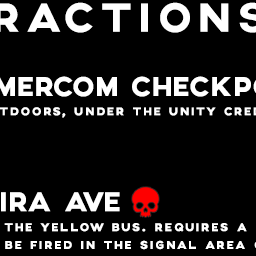 RACTIONS
MERCOM CHECKPO
TDOORS, UNDER THE UNITY CRE
IRA AVE
THE YELLOW BUS. REQUIRES A
BE FIRED IN THE SIGNAL AREA